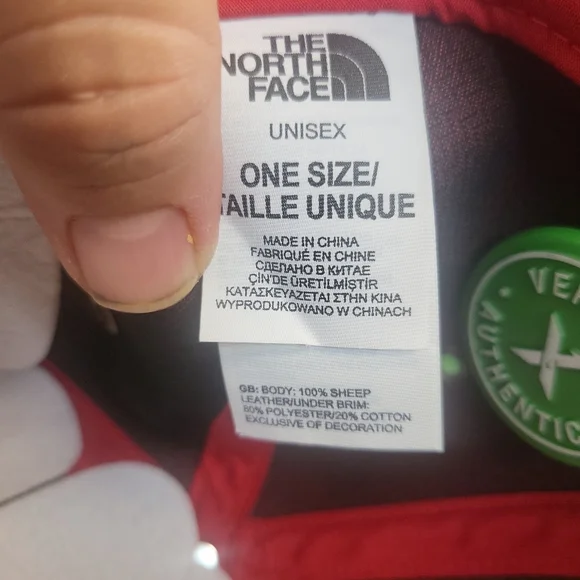 THE
NORTH
FACE
UNISEX
ONE SIZE/
TAILLE UNIQUE
MADE IN CHINA
FABRIQUÉ EN CHINE
СДЕЛАНО В КИТАЕ
ÇİN'DE ÜRETİLMİŞTİR
ΚΑΤΑΣΚΕΥΑΖΕΤΑΙ ΣΤΗΝ ΚΙΝΑ
WYPRODUKOWANO W CHINACH
GB: BODY: 100% SHEEP
LEATHER/UNDER BRIM:
80% POLYESTER/20% COTTON
EXCLUSIVE OF DECORATION